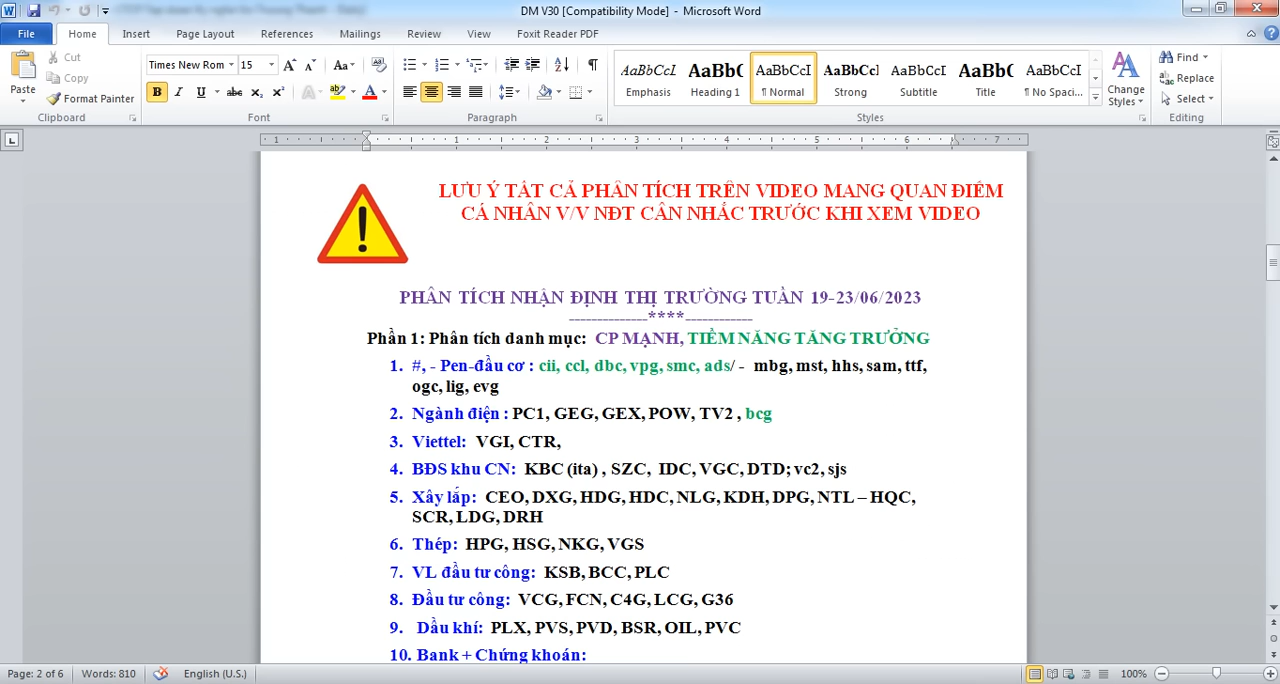 DM V30 [Compatibility Mode] - Microsoft Word
File Home Insert Page Layout References Mailings Review View Foxit Reader PDF
Paste
Cut
Copy
Format Painter
Clipboard
Times New Rom 15
Font
Paragraph
AaBbCcI AaBbC AaBbCcI AaBbCcI AaBbCcI AaBbC AaBbCcI
Emphasis Heading 1 ¶ Normal Strong Subtitle Title ¶ No Spaci...
Styles
Change Styles
Find
Replace
Select
Editing
1 1 2 3 4 5 6 7
LƯU Ý TẤT CẢ PHÂN TÍCH TRÊN VIDEO MANG QUAN ĐIỂM
CÁ NHÂN V/V NĐT CÂN NHẮC TRƯỚC KHI XEM VIDEO
PHÂN TÍCH NHẬN ĐỊNH THỊ TRƯỜNG TUẦN 19-23/06/2023
--------------****------------
Phần 1: Phân tích danh mục: CP MẠNH, TIỀM NĂNG TĂNG TRƯỞNG
1. #, - Pen-đầu cơ : cii, ccl, dbc, vpg, smc, ads/ - mbg, mst, hhs, sam, ttf,
ogc, lig, evg
2. Ngành điện : PC1, GEG, GEX, POW, TV2 , bcg
3. Viettel: VGI, CTR,
4. BĐS khu CN: KBC (ita) , SZC, IDC, VGC, DTD; vc2, sjs
5. Xây lắp: CEO, DXG, HDG, HDC, NLG, KDH, DPG, NTL – HQC,
SCR, LDG, DRH
6. Thép: HPG, HSG, NKG, VGS
7. VL đầu tư công: KSB, BCC, PLC
8. Đầu tư công: VCG, FCN, C4G, LCG, G36
9. Dầu khí: PLX, PVS, PVD, BSR, OIL, PVC
10. Bank + Chứng khoán:
Page: 2 of 6 Words: 810 English (U.S.) 100%